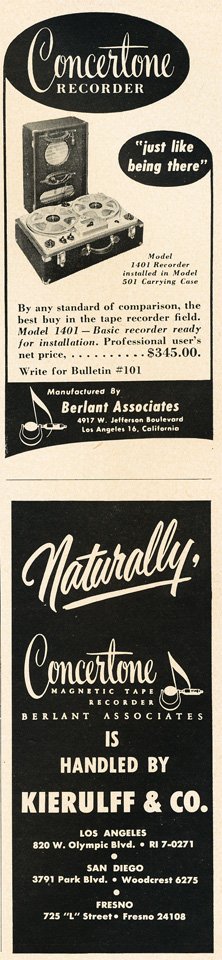 Concertone
RECORDER
"just like
being there"
Model
1401 Recorder
installed in Model
501 Carrying Case
By any standard of comparison, the
best buy in the tape recorder field.
Model 1401—Basic recorder ready
for installation. Professional user's
net price, . . . . . . . . . . $345.00.
Write for Bulletin #101
Manufactured By
Berlant Associates
4917 W. Jefferson Boulevard
Los Angeles 16, California
Naturally,
Concertone
MAGNETIC TAPE
RECORDER
BERLANT ASSOCIATES
IS
HANDLED BY
KIERULFF & CO.
LOS ANGELES
820 W. Olympic Blvd. • RI 7-0271
•
SAN DIEGO
3791 Park Blvd. • Woodcrest 6275
•
FRESNO
725 "L" Street • Fresno 24108